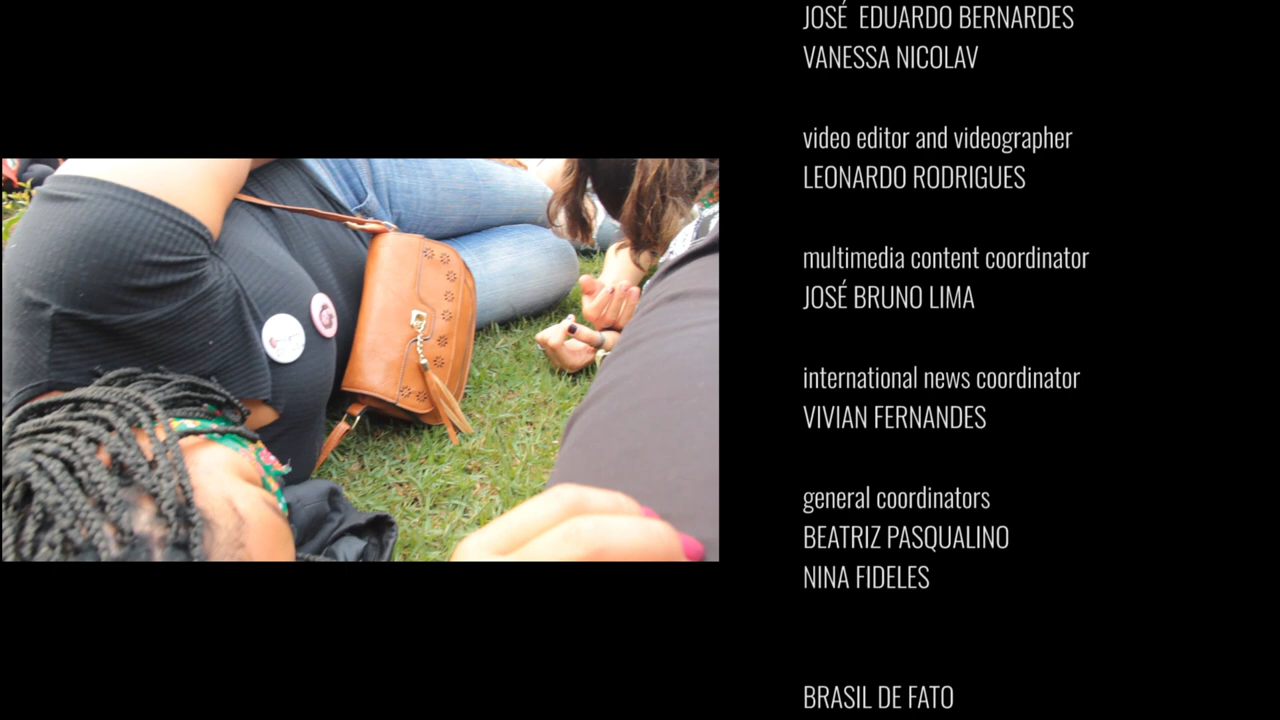 JOSÉ EDUARDO BERNARDES
VANESSA NICOLAV
video editor and videographer
LEONARDO RODRIGUES
multimedia content coordinator
JOSÉ BRUNO LIMA
international news coordinator
VIVIAN FERNANDES
general coordinators
BEATRIZ PASQUALINO
NINA FIDELES
BRASIL DE FATO